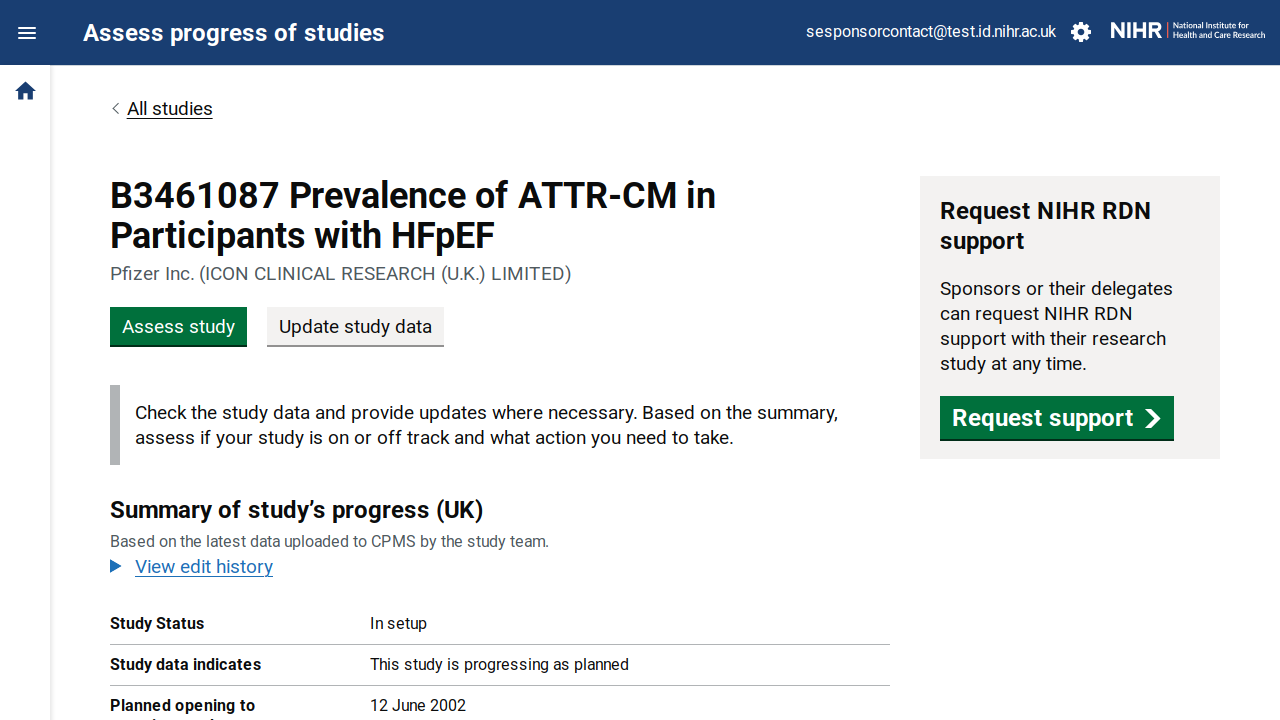 Assess progress of studies
sesponsorcontact@test.id.nihr.ac.uk
NIHR | National Institute for
Health and Care Research
All studies
B3461087 Prevalence of ATTR-CM in
Participants with HFpEF
Pfizer Inc. (ICON CLINICAL RESEARCH (U.K.) LIMITED)
Assess study
Update study data
Check the study data and provide updates where necessary. Based on the summary,
assess if your study is on or off track and what action you need to take.
Summary of study’s progress (UK)
Based on the latest data uploaded to CPMS by the study team.
View edit history
Study Status In setup
Study data indicates This study is progressing as planned
Planned opening to 12 June 2002
Request NIHR RDN
support
Sponsors or their delegates
can request NIHR RDN
support with their research
study at any time.
Request support